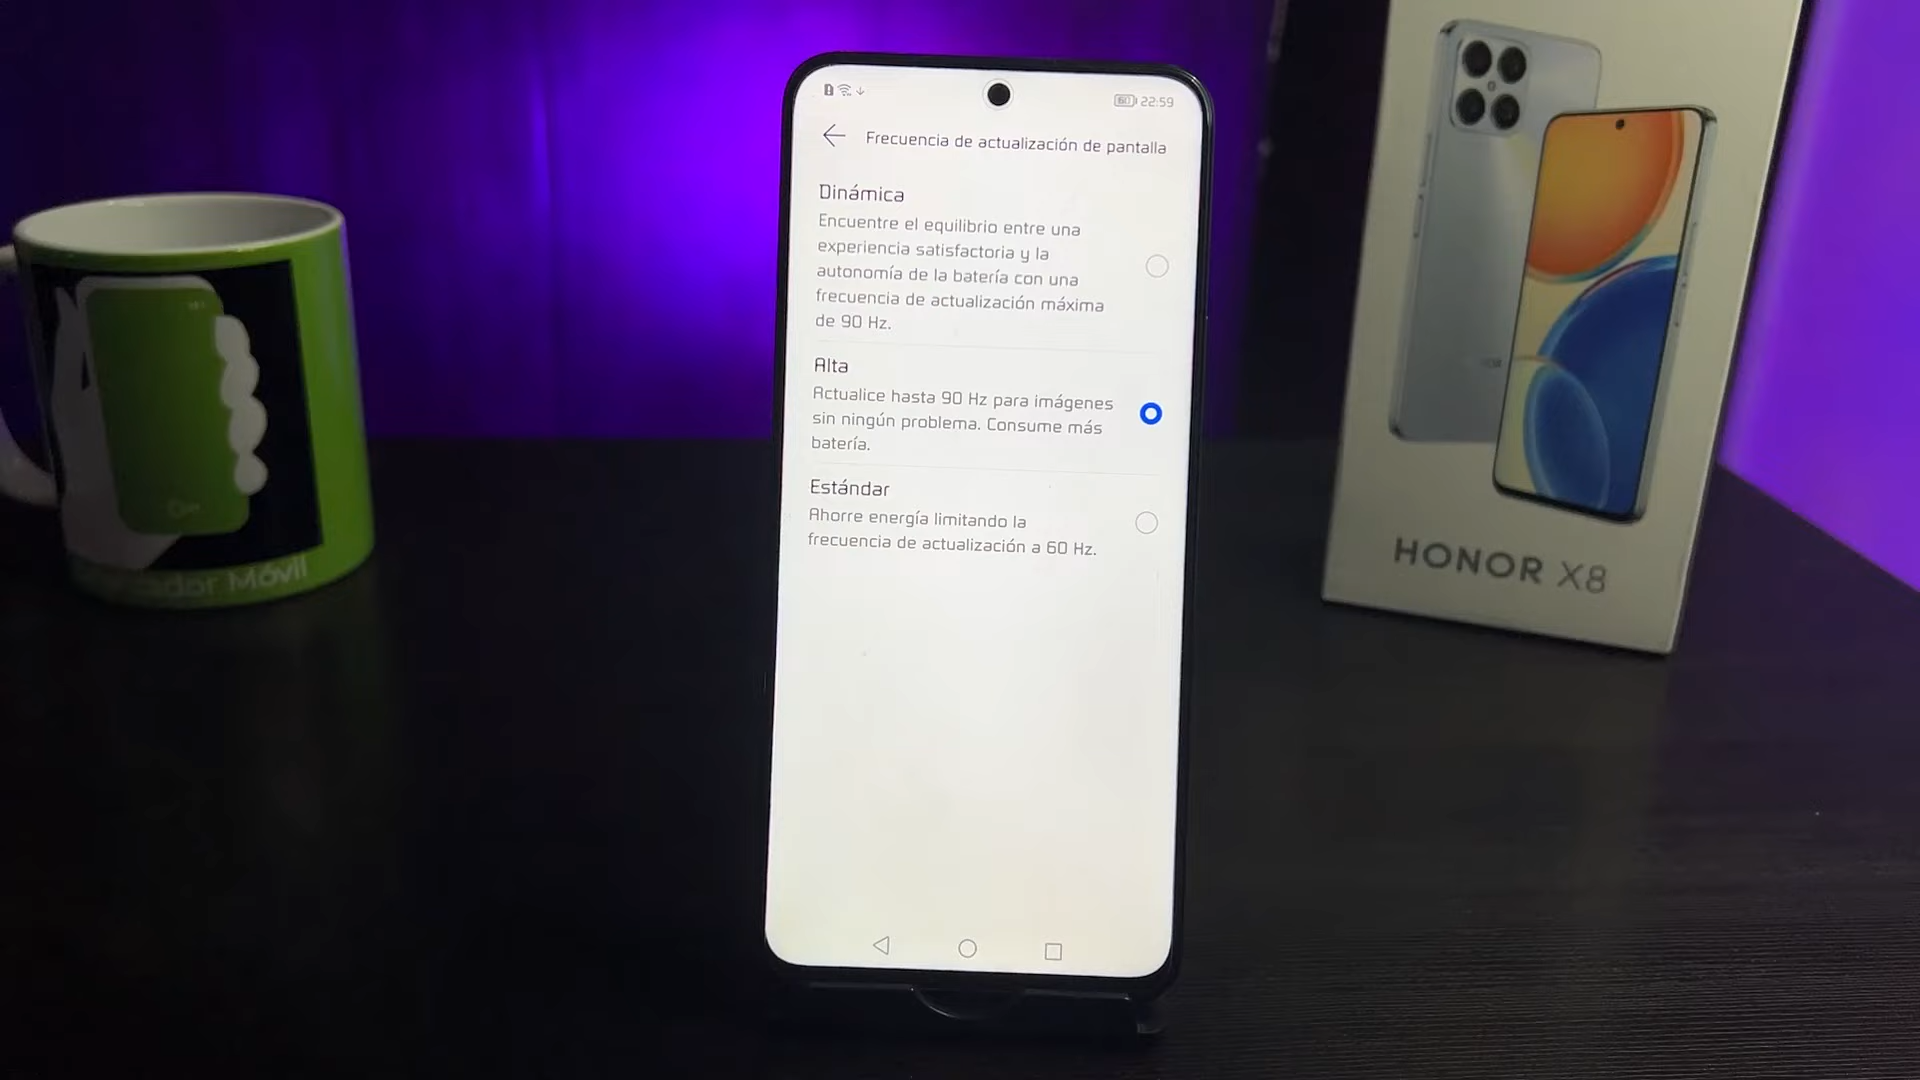 60 22:59
Frecuencia de actualización de pantalla
Dinámica
Encuentre el equilibrio entre una
experiencia satisfactoria y la
autonomía de la batería con una
frecuencia de actualización máxima
de 90 Hz.
Alta
Actualice hasta 90 Hz para imágenes
sin ningún problema. Consume más
batería.
Estándar
Ahorre energía limitando la
frecuencia de actualización a 60 Hz.
HONOR X8
Móvil